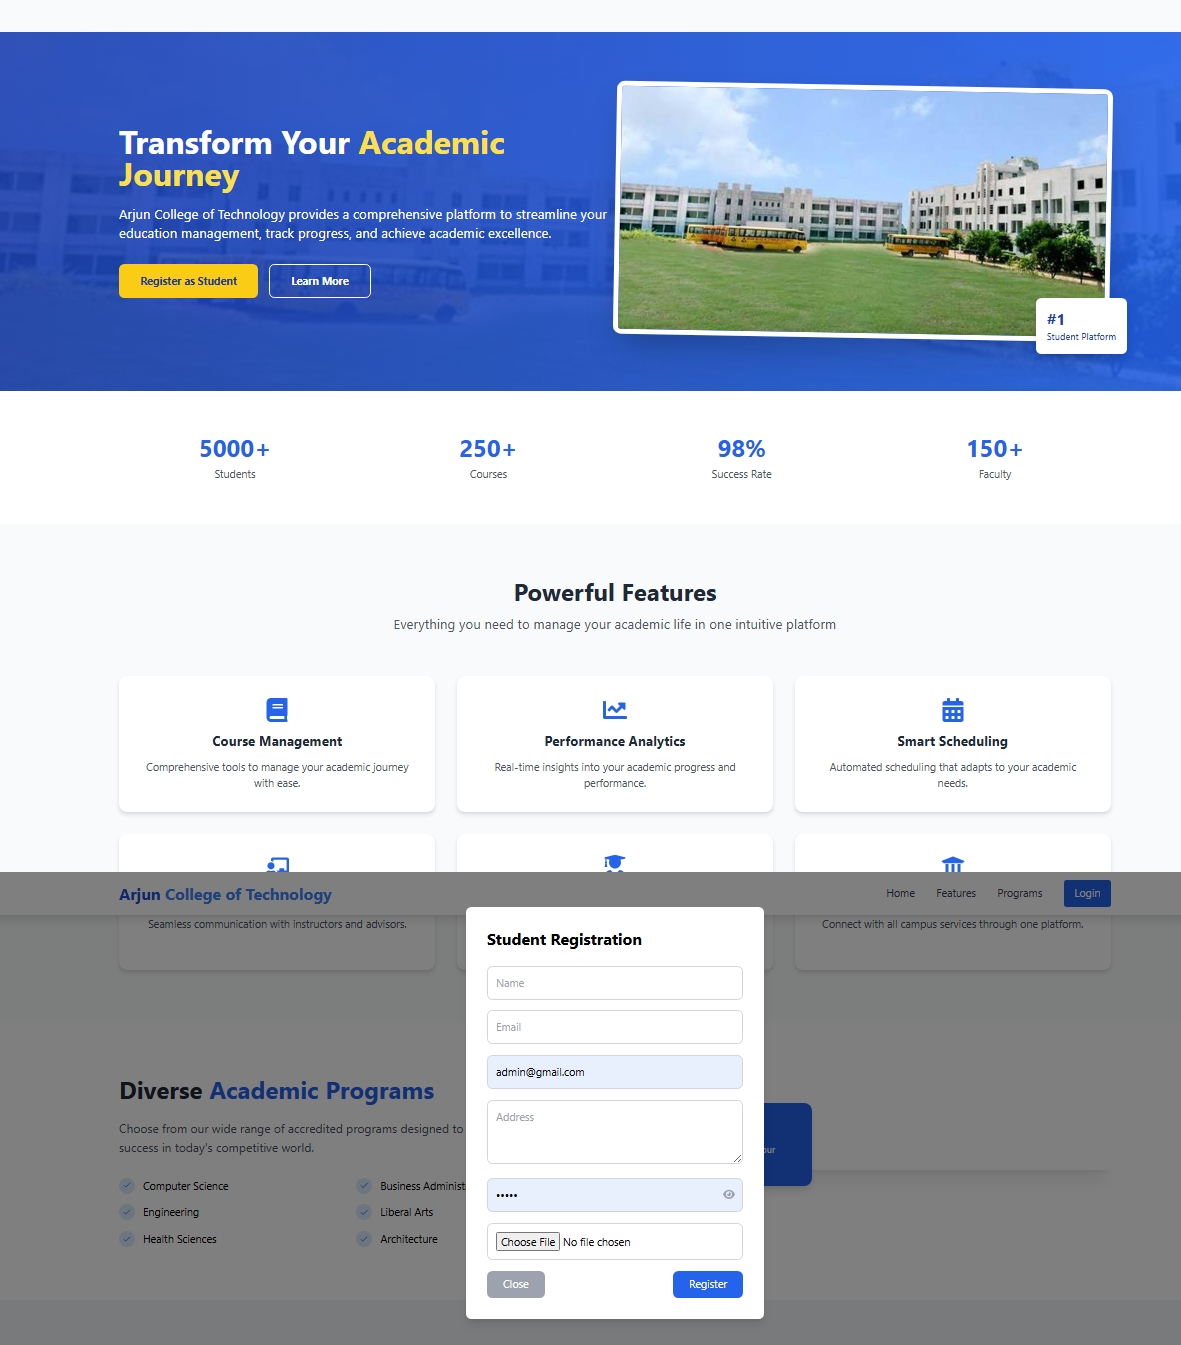 Transform Your Academic
Journey
Arjun College of Technology provides a comprehensive platform to streamline your
education management, track progress, and achieve academic excellence.
Register as Student
Learn More
#1
Student Platform
5000+
Students
250+
Courses
98%
Success Rate
150+
Faculty
Powerful Features
Everything you need to manage your academic life in one intuitive platform
Course Management
Comprehensive tools to manage your academic journey
with ease.
Performance Analytics
Real-time insights into your academic progress and
performance.
Smart Scheduling
Automated scheduling that adapts to your academic
needs.
Arjun College of Technology
Home
Features
Programs
Login
Seamless communication with instructors and advisors.
Connect with all campus services through one platform.
Student Registration
Name
Email
admin@gmail.com
Address
•••••
Choose File No file chosen
Close
Register
Diverse Academic Programs
Choose from our wide range of accredited programs designed to
success in today's competitive world.
Computer Science
Business Administ
Engineering
Liberal Arts
Health Sciences
Architecture